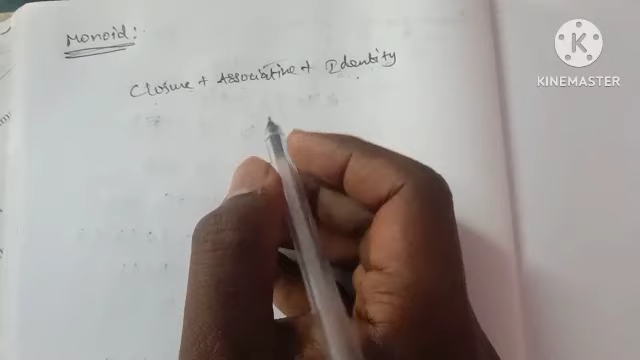 Monoid:
Closure + Associative + Identity
K
KINEMASTER